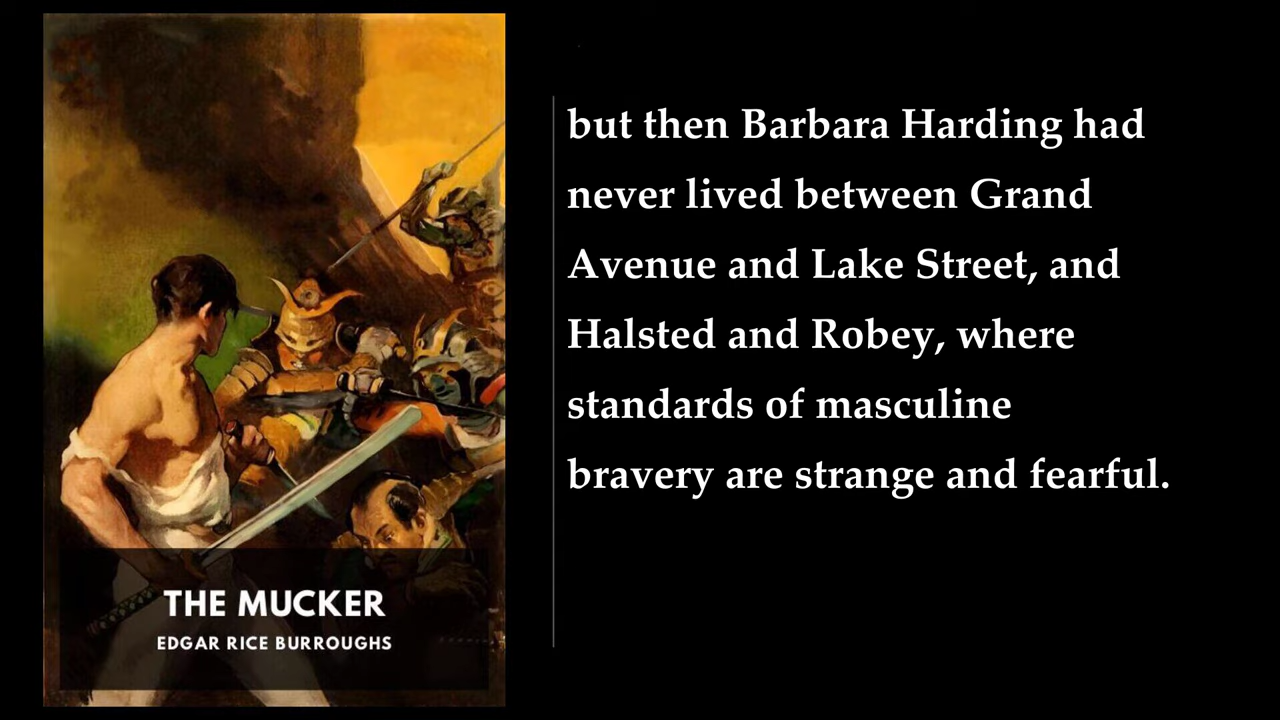 THE MUCKER
EDGAR RICE BURROUGHS
but then Barbara Harding had
never lived between Grand
Avenue and Lake Street, and
Halsted and Robey, where
standards of masculine
bravery are strange and fearful.